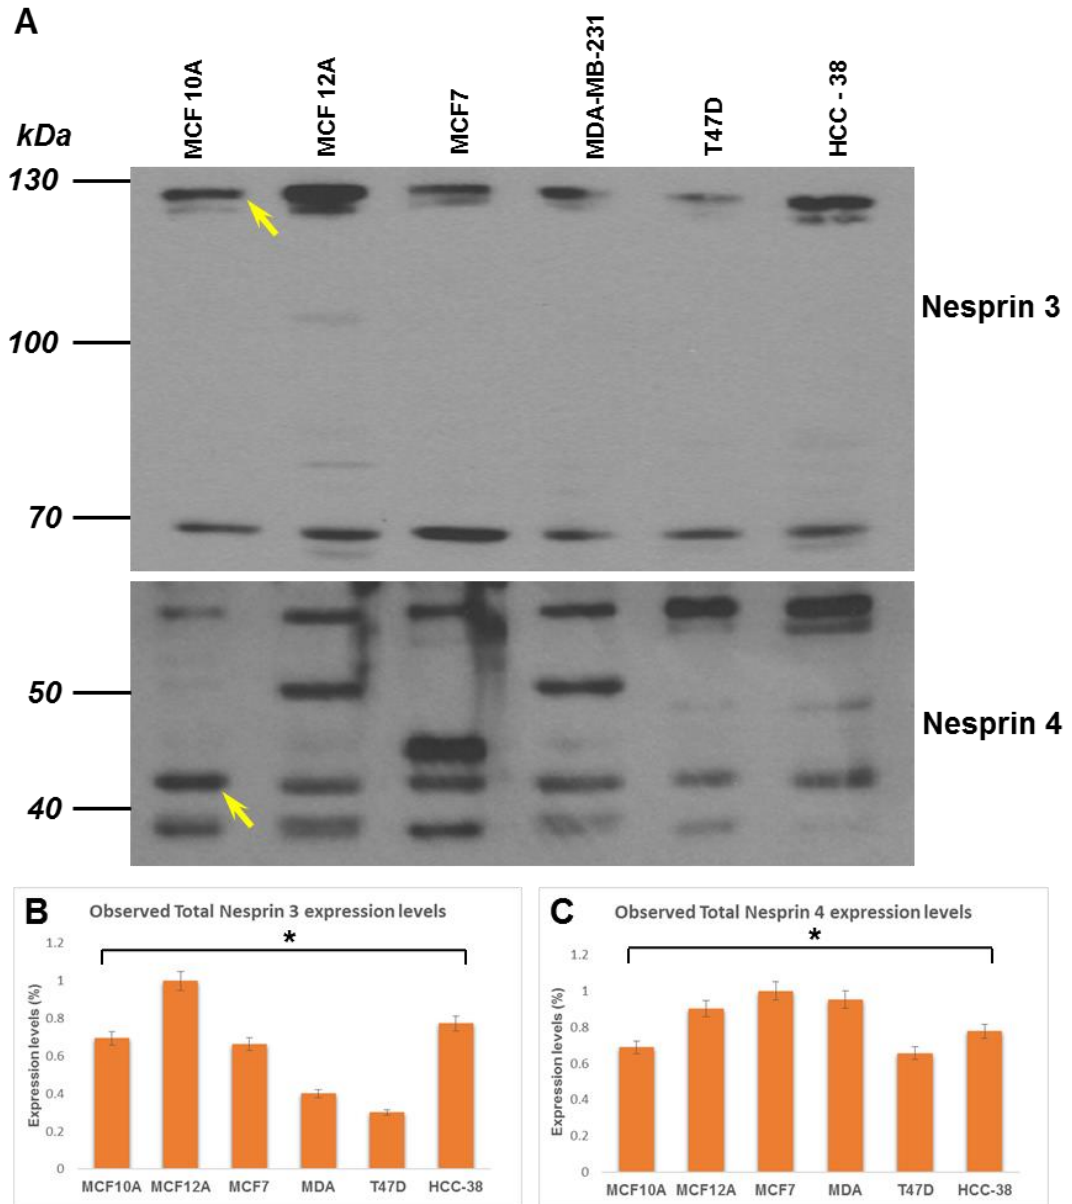 A
kDa
MCF 10A
MCF 12A
MCF7
MDA-MB-231
T47D
HCC - 38
130
100
70
Nesprin 3
50
40
Nesprin 4
B
Observed Total Nesprin 3 expression levels
*
Expression levels (%)
1.2
1
0.8
0.6
0.4
0.2
0
MCF10A MCF12A MCF7 MDA T47D HCC-38
C
Observed Total Nesprin 4 expression levels
*
Expression levels (%)
1.2
1
0.8
0.6
0.4
0.2
0
MCF10A MCF12A MCF7 MDA T47D HCC-38